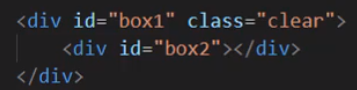 <div id="box1" class="clear">
    <div id="box2"></div>
</div>